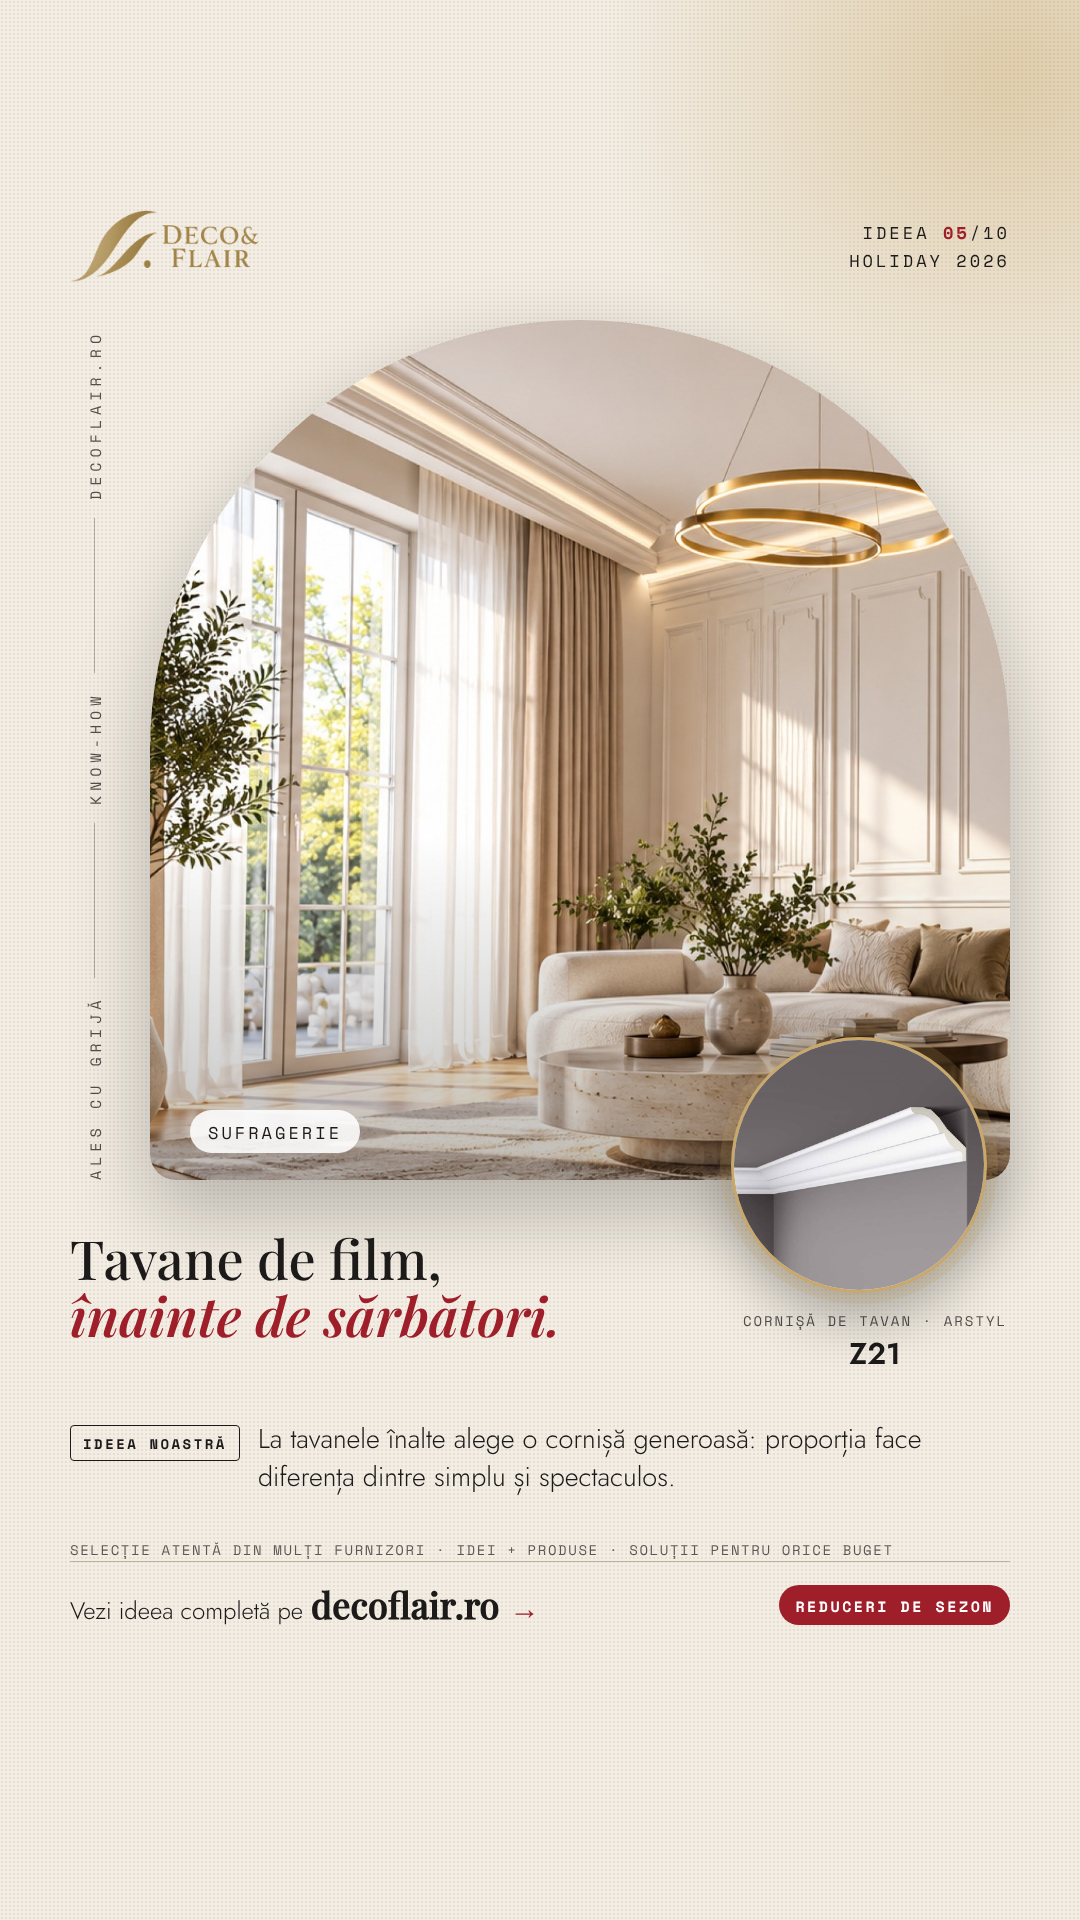 DECO&
FLAIR
IDEEA 05/10
HOLIDAY 2026
DECOFLAIR.RO
KNOW-HOW
ALES CU GRIJĂ
SUFRAGERIE
Tavane de film,
înainte de sărbători.
CORNIȘĂ DE TAVAN · ARSTYL
Z21
IDEEA NOASTRĂ
La tavanele înalte alege o cornișă generoasă: proporția face
diferența dintre simplu și spectaculos.
SELECȚIE ATENTĂ DIN MULȚI FURNIZORI · IDEI + PRODUSE · SOLUȚII PENTRU ORICE BUGET
Vezi ideea completă pe decoflair.ro →
REDUCERI DE SEZON